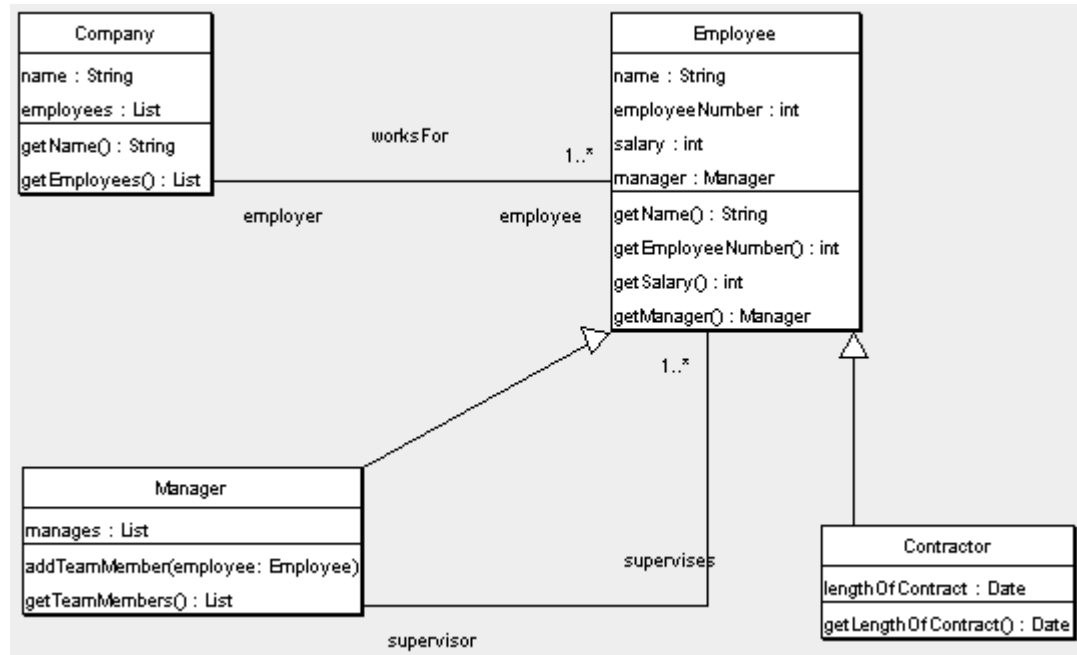 Company
name : String
employees : List
getName() : String
getEmployees() : List
worksFor
1..*
employer
employee
Employee
name : String
employeeNumber : int
salary : int
manager : Manager
getName() : String
getEmployeeNumber() : int
getSalary() : int
getManager() : Manager
1..*
Manager
manages : List
addTeamMember(employee: Employee)
getTeamMembers() : List
supervises
supervisor
Contractor
lengthOfContract : Date
getLengthOfContract() : Date